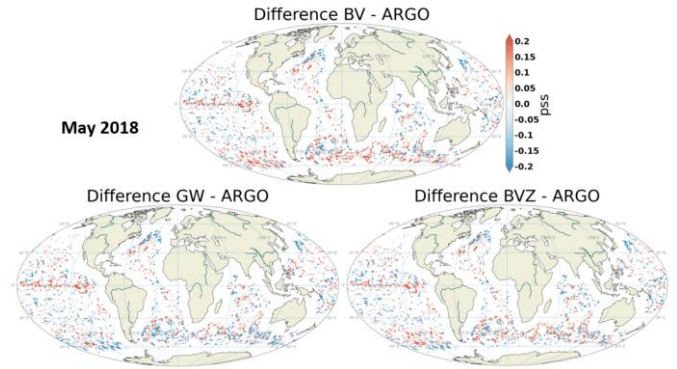 Difference BV - ARGO
May 2018
0.2
0.15
0.1
0.05
0.0
-0.05
-0.1
-0.15
-0.2
pss
Difference GW - ARGO
Difference BVZ - ARGO